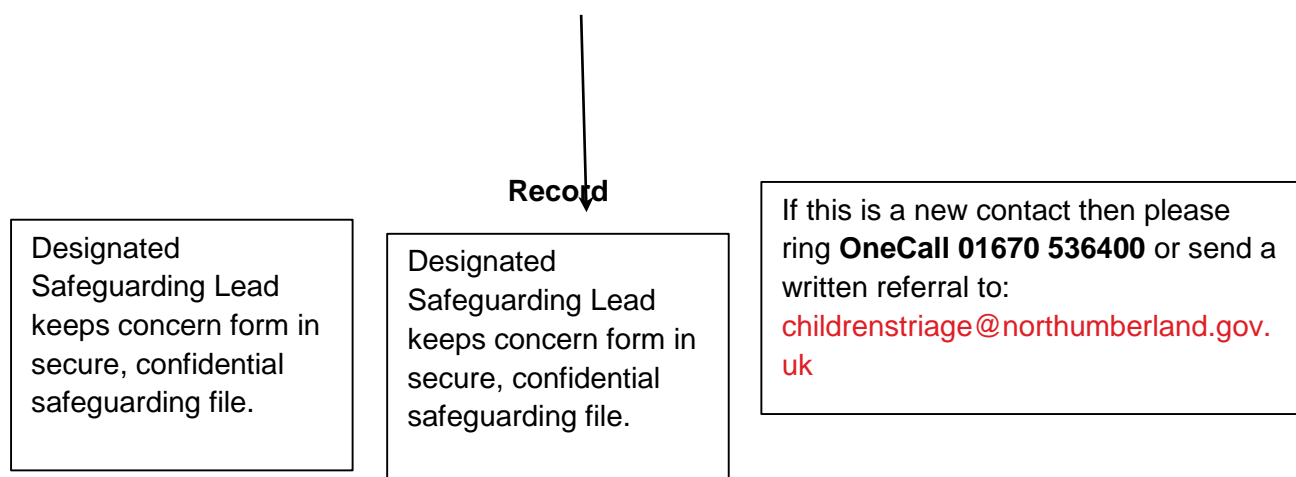 Record
Designated
Safeguarding Lead
keeps concern form in
secure, confidential
safeguarding file.
Designated
Safeguarding Lead
keeps concern form in
secure, confidential
safeguarding file.
If this is a new contact then please
ring OneCall 01670 536400 or send a
written referral to:
childrenstriage@northumberland.gov.
uk